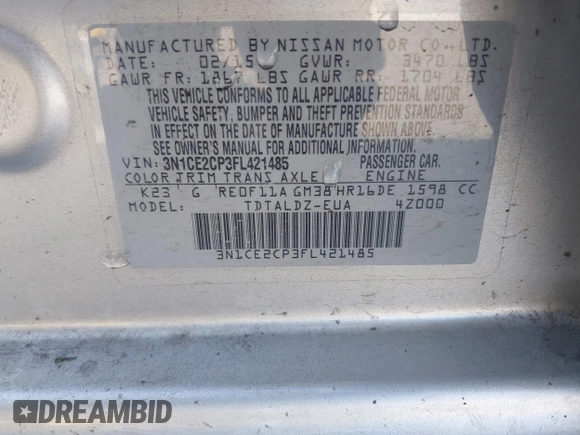 MANUFACTURED BY NISSAN MOTOR CO., LTD.
DATE: 02/15 GVWR: 3470 LBS
GAWR FR: 1867 LBS GAWR RR: 1704 LBS
THIS VEHICLE CONFORMS TO ALL APPLICABLE FEDERAL MOTOR
VEHICLE SAFETY, BUMPER AND THEFT PREVENTION STANDARDS
IN EFFECT ON THE DATE OF MANUFACTURE SHOWN ABOVE.
SEE OWNER'S MANUAL FOR ADDITIONAL INFORMATION.
VIN: 3N1CE2CP3FL421485 PASSENGER CAR.
COLOR TRIM TRANS AXLE ENGINE
K23 G RE0F11A GM38 HR16DE 1598 CC
MODEL: TDTALDZ-EUA 4Z000
3N1CE2CP3FL421485
DREAMBID